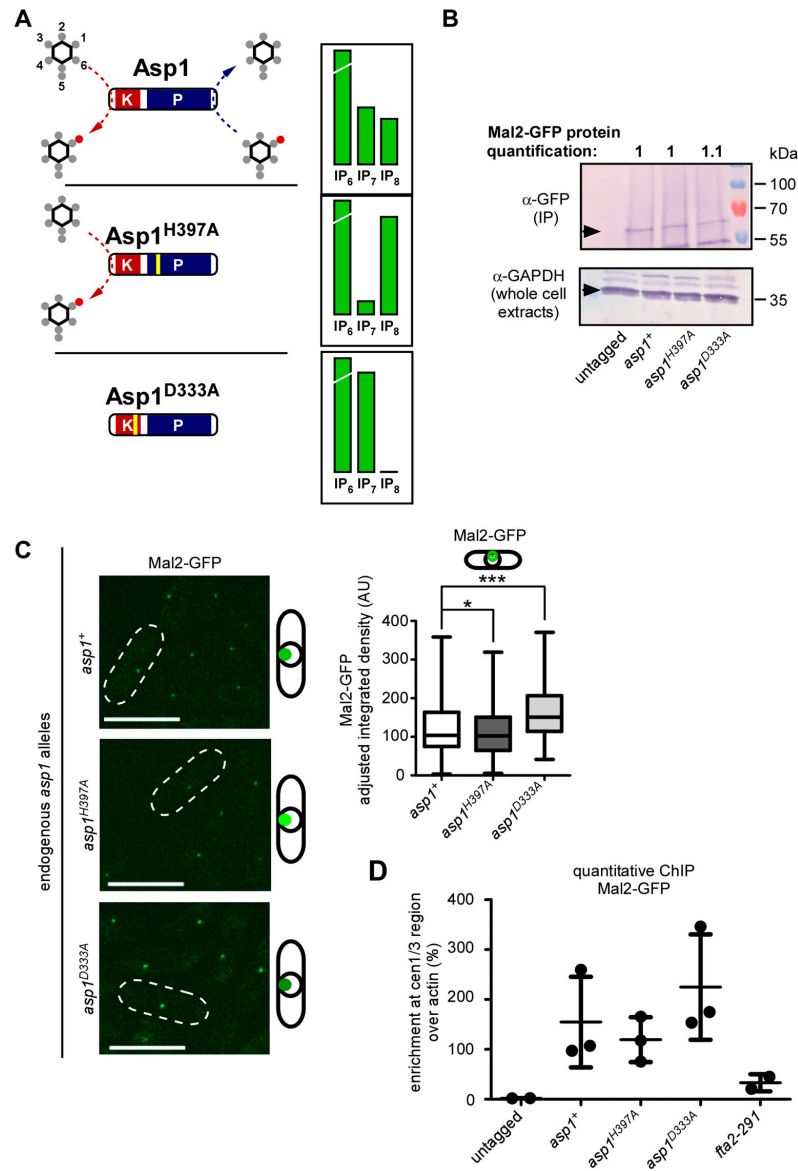 A
2
3 1
4 6
5
Asp1
K P
IP6 IP7 IP8
Asp1H397A
K P
IP6 IP7 IP8
Asp1D333A
K P
IP6 IP7 IP8
B
Mal2-GFP protein
quantification: 1 1 1.1
kDa
α-GFP
(IP)
100
70
55
α-GAPDH
(whole cell
extracts)
35
untagged
asp1+
asp1H397A
asp1D333A
C
Mal2-GFP
endogenous asp1 alleles
asp1+
asp1H397A
asp1D333A
Mal2-GFP
***
*
Mal2-GFP
adjusted integrated density (AU)
400
300
200
100
0
asp1+
asp1H397A
asp1D333A
D
quantitative ChIP
Mal2-GFP
enrichment at cen1/3 region
over actin (%)
400
300
200
100
0
untagged
asp1+
asp1H397A
asp1D333A
fta2-291